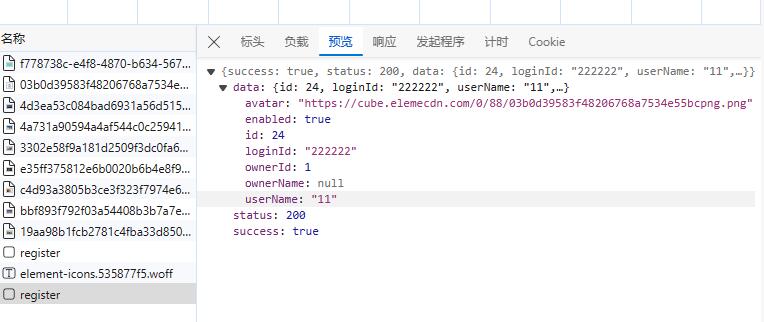 名称
f778738c-e4f8-4870-b634-567...
03b0d39583f48206768a7534e...
4d3ea53c084bad6931a56d515...
4a731a90594a4af544c0c25941...
3302e58f9a181d2509f3dc0fa6...
e35ff375812e6b0020b6b4e8f9...
c4d93a3805b3ce3f323f7974e6...
bbf893f792f03a54408b3b7a7e...
19aa98b1fcb2781c4fba33d850...
register
element-icons.535877f5.woff
register
标头 负载 预览 响应 发起程序 计时 Cookie
{success: true, status: 200, data: {id: 24, loginId: "222222", userName: "11",…}}
data: {id: 24, loginId: "222222", userName: "11",…}
avatar: "https://cube.elemecdn.com/0/88/03b0d39583f48206768a7534e55bcpng.png"
enabled: true
id: 24
loginId: "222222"
ownerId: 1
ownerName: null
userName: "11"
status: 200
success: true